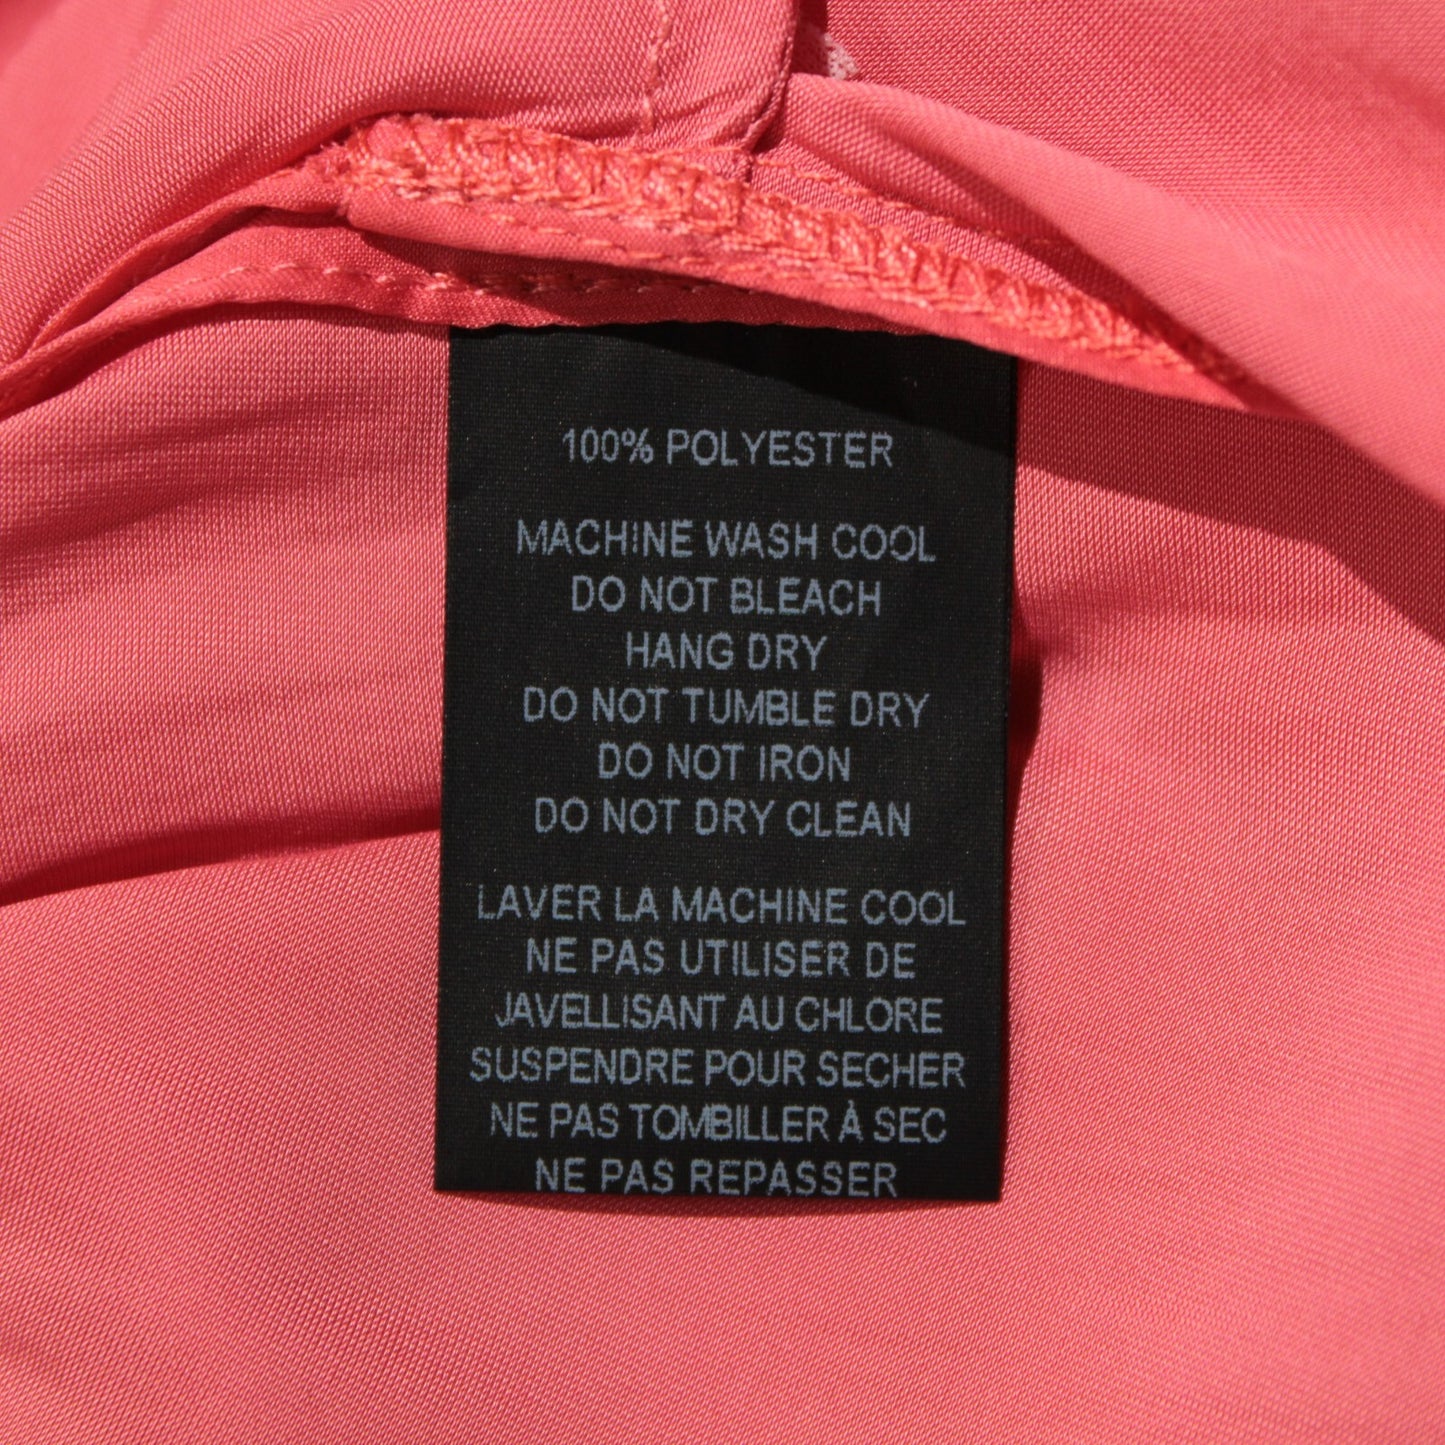 100% POLYESTER
MACHINE WASH COOL
DO NOT BLEACH
HANG DRY
DO NOT TUMBLE DRY
DO NOT IRON
DO NOT DRY CLEAN
LAVER LA MACHINE COOL
NE PAS UTILISER DE
JAVELLISANT AU CHLORE
SUSPENDRE POUR SECHER
NE PAS TOMBILLER À SEC
NE PAS REPASSER